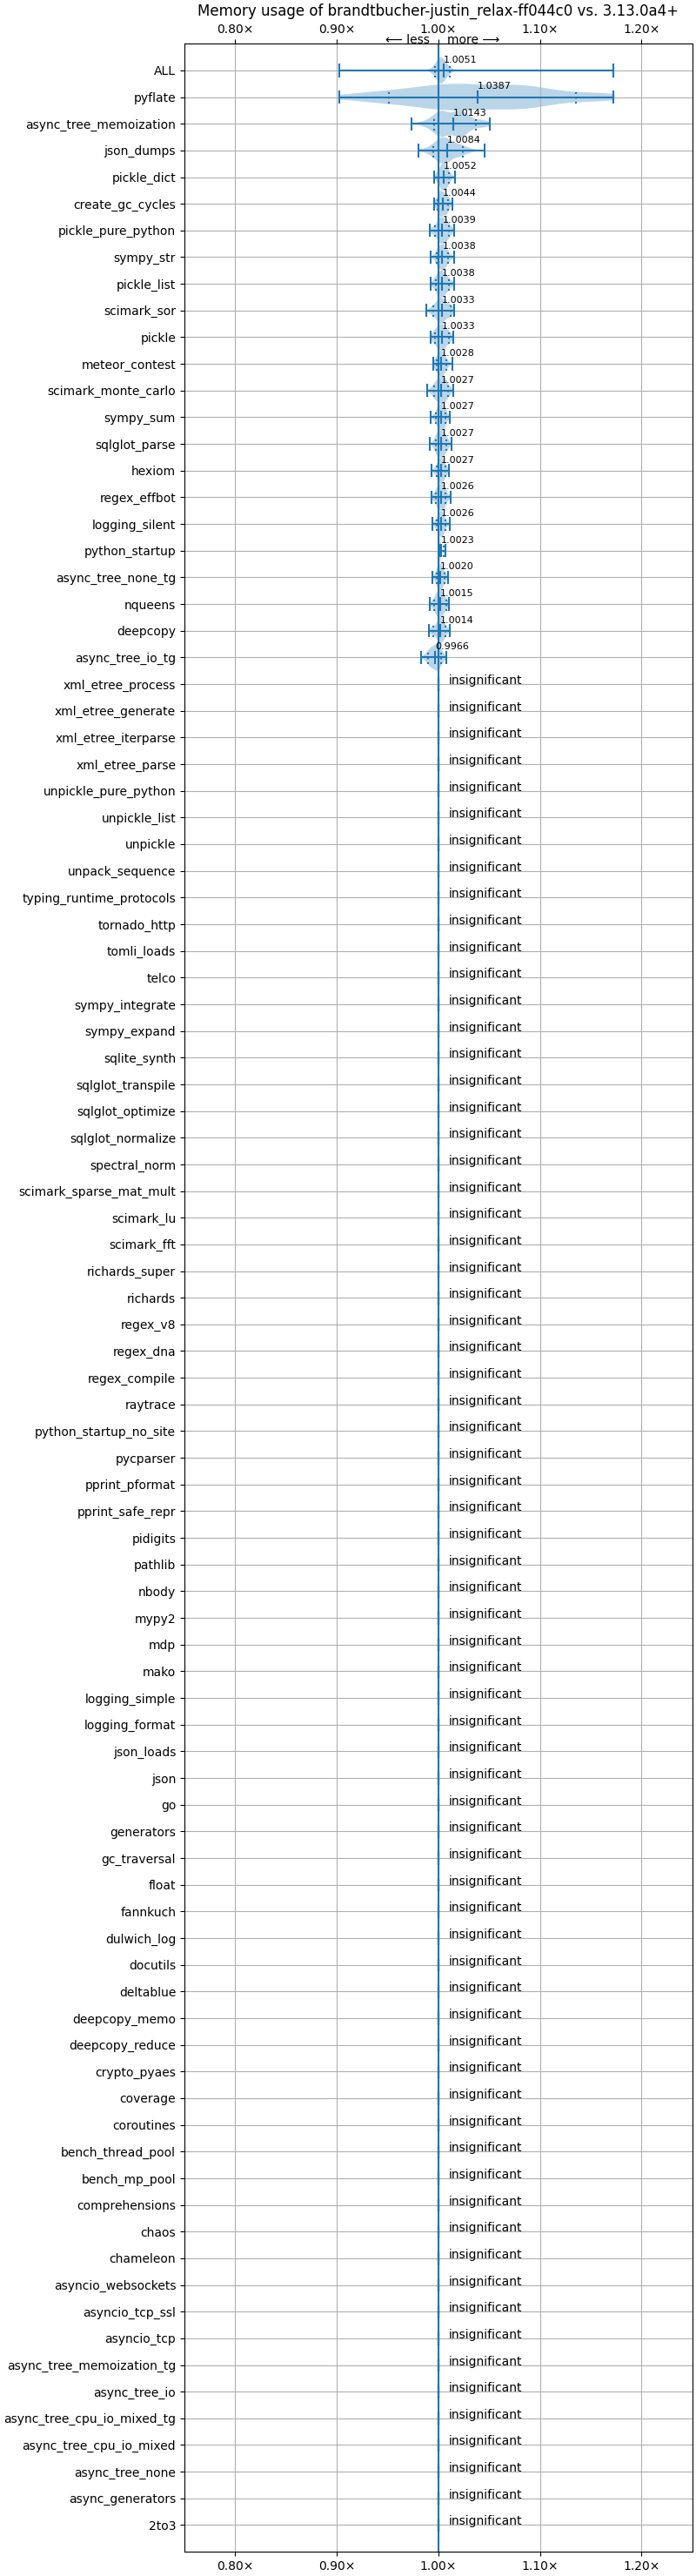 Memory usage of brandtbucher-justin_relax-ff044c0 vs. 3.13.0a4+
0.80× 0.90× 1.00× 1.10× 1.20×
⟵ less more ⟶
ALL 1.0051
pyflate 1.0387
async_tree_memoization 1.0143
json_dumps 1.0084
pickle_dict 1.0052
create_gc_cycles 1.0044
pickle_pure_python 1.0039
sympy_str 1.0038
pickle_list 1.0038
scimark_sor 1.0033
pickle 1.0033
meteor_contest 1.0028
scimark_monte_carlo 1.0027
sympy_sum 1.0027
sqlglot_parse 1.0027
hexiom 1.0027
regex_effbot 1.0026
logging_silent 1.0026
python_startup 1.0023
async_tree_none_tg 1.0020
nqueens 1.0015
deepcopy 1.0014
async_tree_io_tg 0.9966
xml_etree_process insignificant
xml_etree_generate insignificant
xml_etree_iterparse insignificant
xml_etree_parse insignificant
unpickle_pure_python insignificant
unpickle_list insignificant
unpickle insignificant
unpack_sequence insignificant
typing_runtime_protocols insignificant
tornado_http insignificant
tomli_loads insignificant
telco insignificant
sympy_integrate insignificant
sympy_expand insignificant
sqlite_synth insignificant
sqlglot_transpile insignificant
sqlglot_optimize insignificant
sqlglot_normalize insignificant
spectral_norm insignificant
scimark_sparse_mat_mult insignificant
scimark_lu insignificant
scimark_fft insignificant
richards_super insignificant
richards insignificant
regex_v8 insignificant
regex_dna insignificant
regex_compile insignificant
raytrace insignificant
python_startup_no_site insignificant
pycparser insignificant
pprint_pformat insignificant
pprint_safe_repr insignificant
pidigits insignificant
pathlib insignificant
nbody insignificant
mypy2 insignificant
mdp insignificant
mako insignificant
logging_simple insignificant
logging_format insignificant
json_loads insignificant
json insignificant
go insignificant
generators insignificant
gc_traversal insignificant
float insignificant
fannkuch insignificant
dulwich_log insignificant
docutils insignificant
deltablue insignificant
deepcopy_memo insignificant
deepcopy_reduce insignificant
crypto_pyaes insignificant
coverage insignificant
coroutines insignificant
bench_thread_pool insignificant
bench_mp_pool insignificant
comprehensions insignificant
chaos insignificant
chameleon insignificant
asyncio_websockets insignificant
asyncio_tcp_ssl insignificant
asyncio_tcp insignificant
async_tree_memoization_tg insignificant
async_tree_io insignificant
async_tree_cpu_io_mixed_tg insignificant
async_tree_cpu_io_mixed insignificant
async_tree_none insignificant
async_generators insignificant
2to3 insignificant
0.80× 0.90× 1.00× 1.10× 1.20×